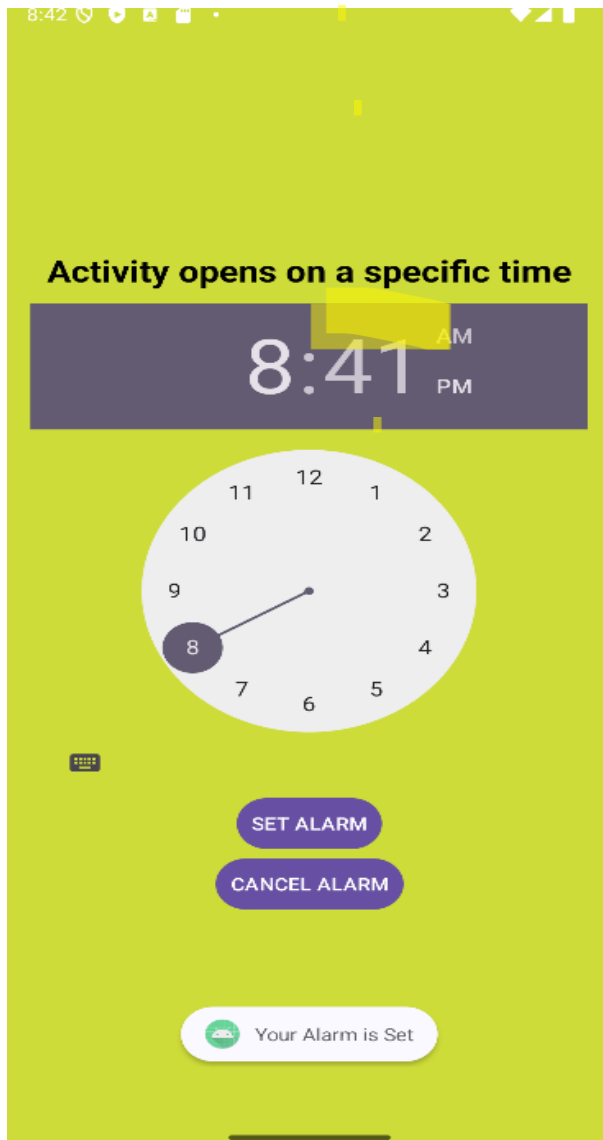 8:42
Activity opens on a specific time
8:41
AM
PM
12
11
1
10
2
9
3
8
4
7
5
6
SET ALARM
CANCEL ALARM
Your Alarm is Set